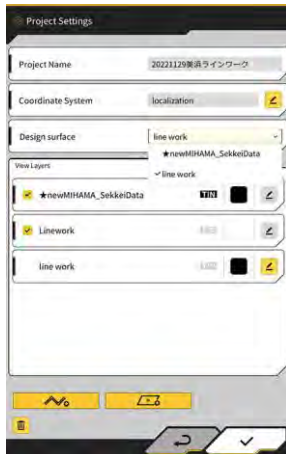 Project Settings
Project Name 20221129美浜ラインワーク
Coordinate System localization
Design surface line work
★newMIHAMA_SekkeiData
✓line work
View Layers
★newMIHAMA_SekkeiData TIN
Linework
line work